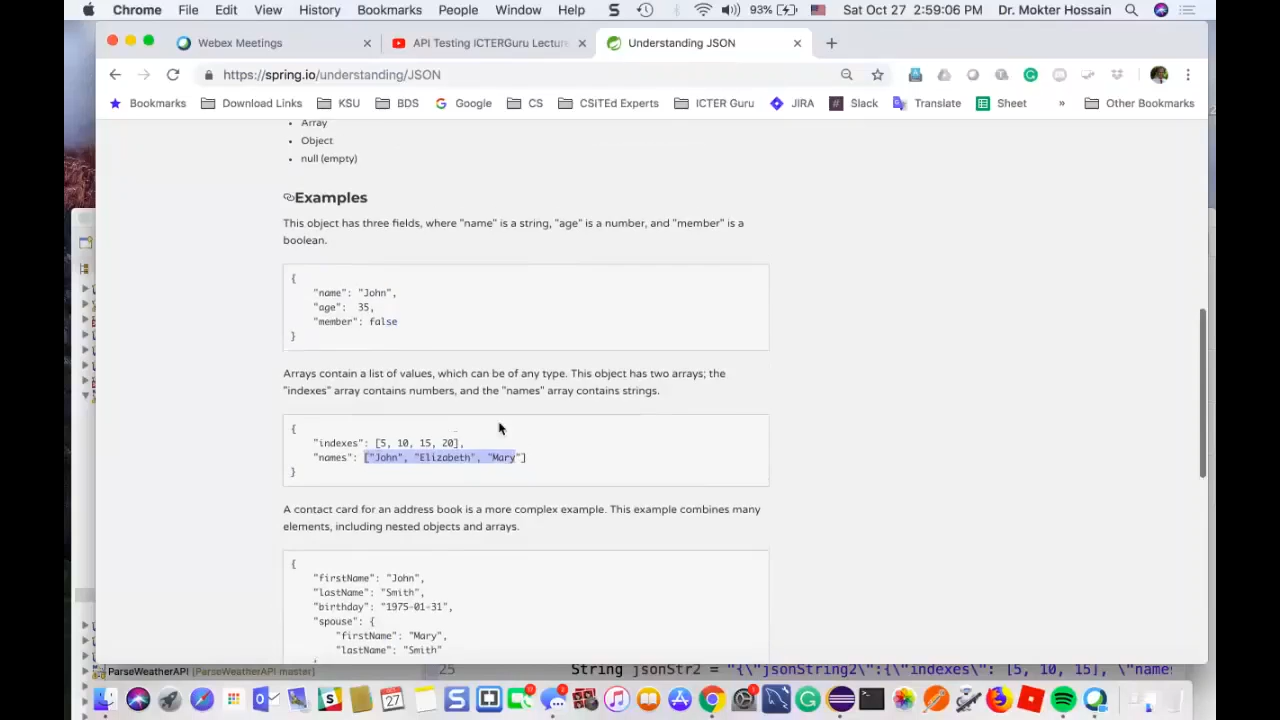 Chrome File Edit View History Bookmarks People Window Help 93% Sat Oct 27 2:59:06 PM Dr. Mokter Hossain
Webex Meetings API Testing ICTERGuru Lecture Understanding JSON
https://spring.io/understanding/JSON
Bookmarks Download Links KSU BDS Google CS CSiTEd Experts ICTER Guru JIRA Slack Translate Sheet » Other Bookmarks
• Array
• Object
• null (empty)
Examples
This object has three fields, where "name" is a string, "age" is a number, and "member" is a
boolean.
{
"name": "John",
"age": 35,
"member": false
}
Arrays contain a list of values, which can be of any type. This object has two arrays; the
"indexes" array contains numbers, and the "names" array contains strings.
{
"indexes": [5, 10, 15, 20],
"names": ["John", "Elizabeth", "Mary"]
}
A contact card for an address book is a more complex example. This example combines many
elements, including nested objects and arrays.
{
"firstName": "John",
"lastName": "Smith",
"birthday": "1975-01-31",
"spouse": {
"firstName": "Mary",
"lastName": "Smith"
ParseWeatherAPI [ParseWeatherAPI master] 25 String jsonStr2 = "{\"jsonString2\":{\"indexes\": [5, 10, 15], \"name
27